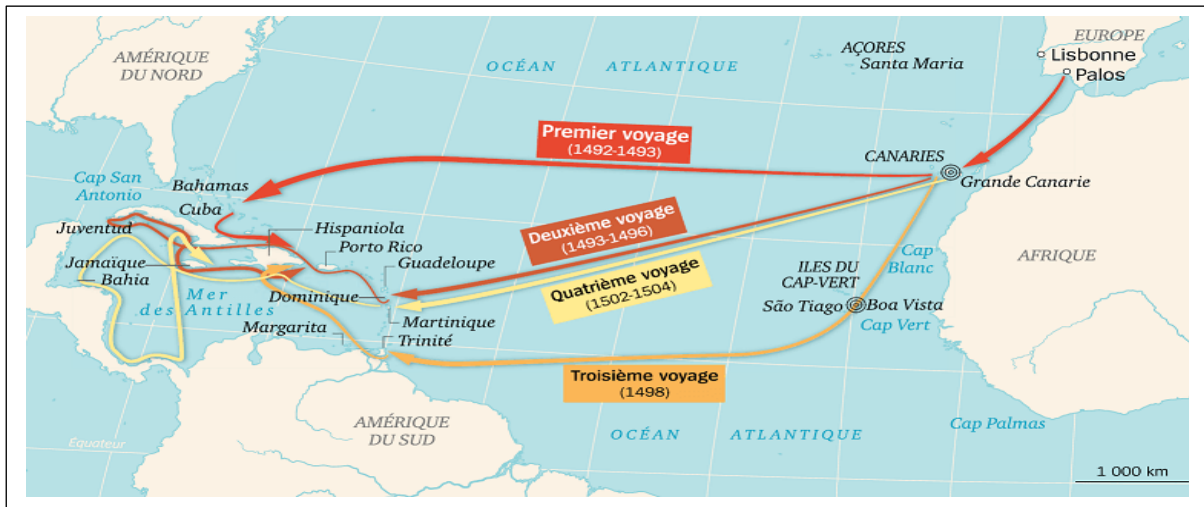 AMÉRIQUE
DU NORD
OCÉAN ATLANTIQUE
AÇORES
Santa Maria
EUROPE
Lisbonne
Palos
Premier voyage
(1492-1493)
CANARIES
Grande Canarie
Cap San
Antonio
Bahamas
Cuba
Juventud
Hispaniola
Porto Rico
Guadeloupe
Deuxième voyage
(1493-1496)
Jamaïque
Bahia
Mer
des Antilles
Dominique
Quatrième voyage
(1502-1504)
Cap
Blanc
AFRIQUE
ILES DU
CAP-VERT
São Tiago
Boa Vista
Cap Vert
Margarita
Martinique
Trinité
Troisième voyage
(1498)
AMÉRIQUE
DU SUD
OCÉAN ATLANTIQUE
Cap Palmas
Équateur
1 000 km